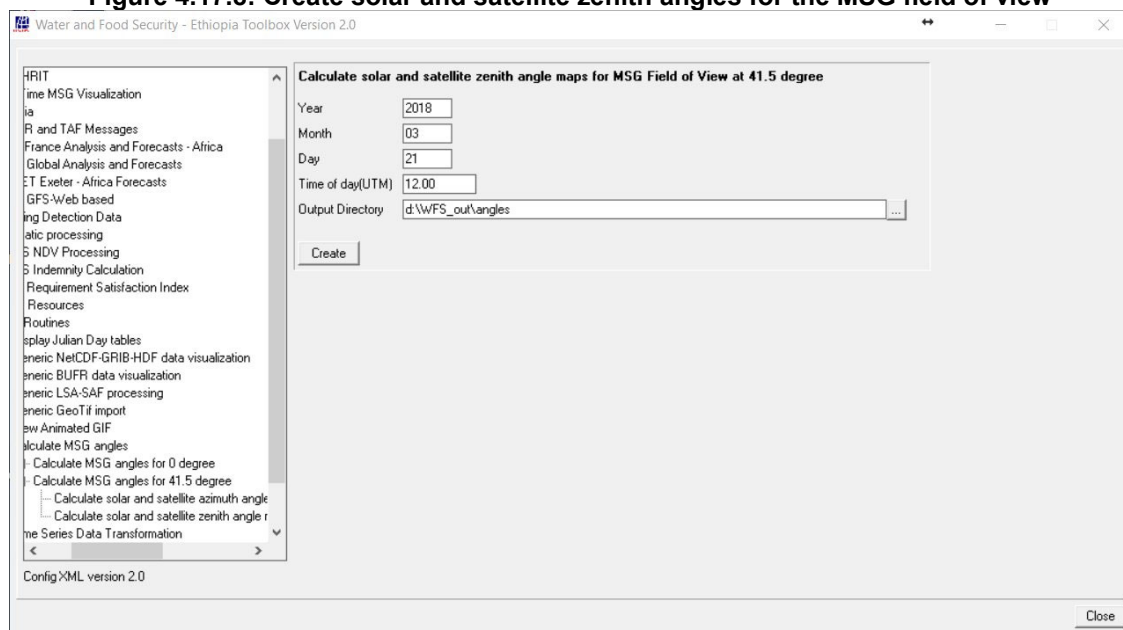 Figure 4.17.3: Create solar and satellite zenith angles for the MSG field of view
Water and Food Security - Ethiopia Toolbox Version 2.0
HRIT
ime MSG Visualization
ia
R and TAF Messages
France Analysis and Forecasts - Africa
Global Analysis and Forecasts
ET Exeter - Africa Forecasts
GFS-Web based
ing Detection Data
atic processing
S NDV Processing
S Indemnity Calculation
Requirement Satisfaction Index
Resources
Routines
splay Julian Day tables
eneric NetCDF-GRIB-HDF data visualization
eneric BUFR data visualization
eneric LSA-SAF processing
eneric GeoTif import
ew Animated GIF
alculate MSG angles
Calculate MSG angles for 0 degree
Calculate MSG angles for 41.5 degree
Calculate solar and satellite azimuth angle
Calculate solar and satellite zenith angle r
me Series Data Transformation
Config XML version 2.0
Calculate solar and satellite zenith angle maps for MSG Field of View at 41.5 degree
Year 2018
Month 03
Day 21
Time of day(UTM) 12.00
Output Directory d:\WFS_out\angles ...
Create
Close